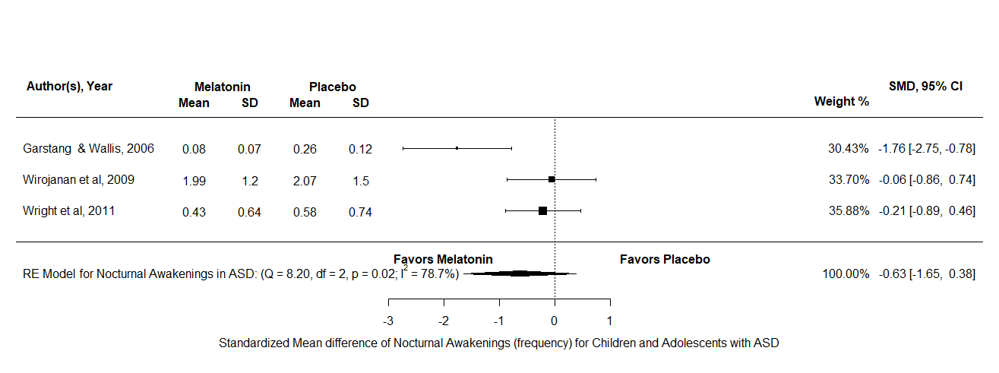 Author(s), Year Melatonin Placebo SMD, 95% CI
Mean SD Mean SD Weight %
Garstang & Wallis, 2006 0.08 0.07 0.26 0.12 30.43% -1.76 [-2.75, -0.78]
Wirojanan et al, 2009 1.99 1.2 2.07 1.5 33.70% -0.06 [-0.86, 0.74]
Wright et al, 2011 0.43 0.64 0.58 0.74 35.88% -0.21 [-0.89, 0.46]
Favors Melatonin Favors Placebo
RE Model for Nocturnal Awakenings in ASD: (Q = 8.20, df = 2, p = 0.02; I² = 78.7%) 100.00% -0.63 [-1.65, 0.38]
-3 -2 -1 0 1
Standardized Mean difference of Nocturnal Awakenings (frequency) for Children and Adolescents with ASD